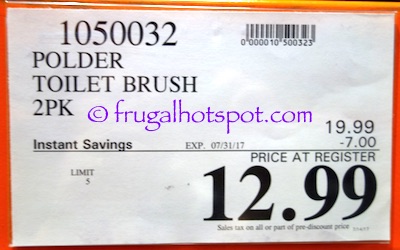 1050032
0000010500323
POLDER
TOILET BRUSH
2PK
© frugalhotspot.com
19.99
Instant Savings EXP. 07/31/17 -7.00
PRICE AT REGISTER
LIMIT
5
12.99
Sales tax on all or part of pre-discount price